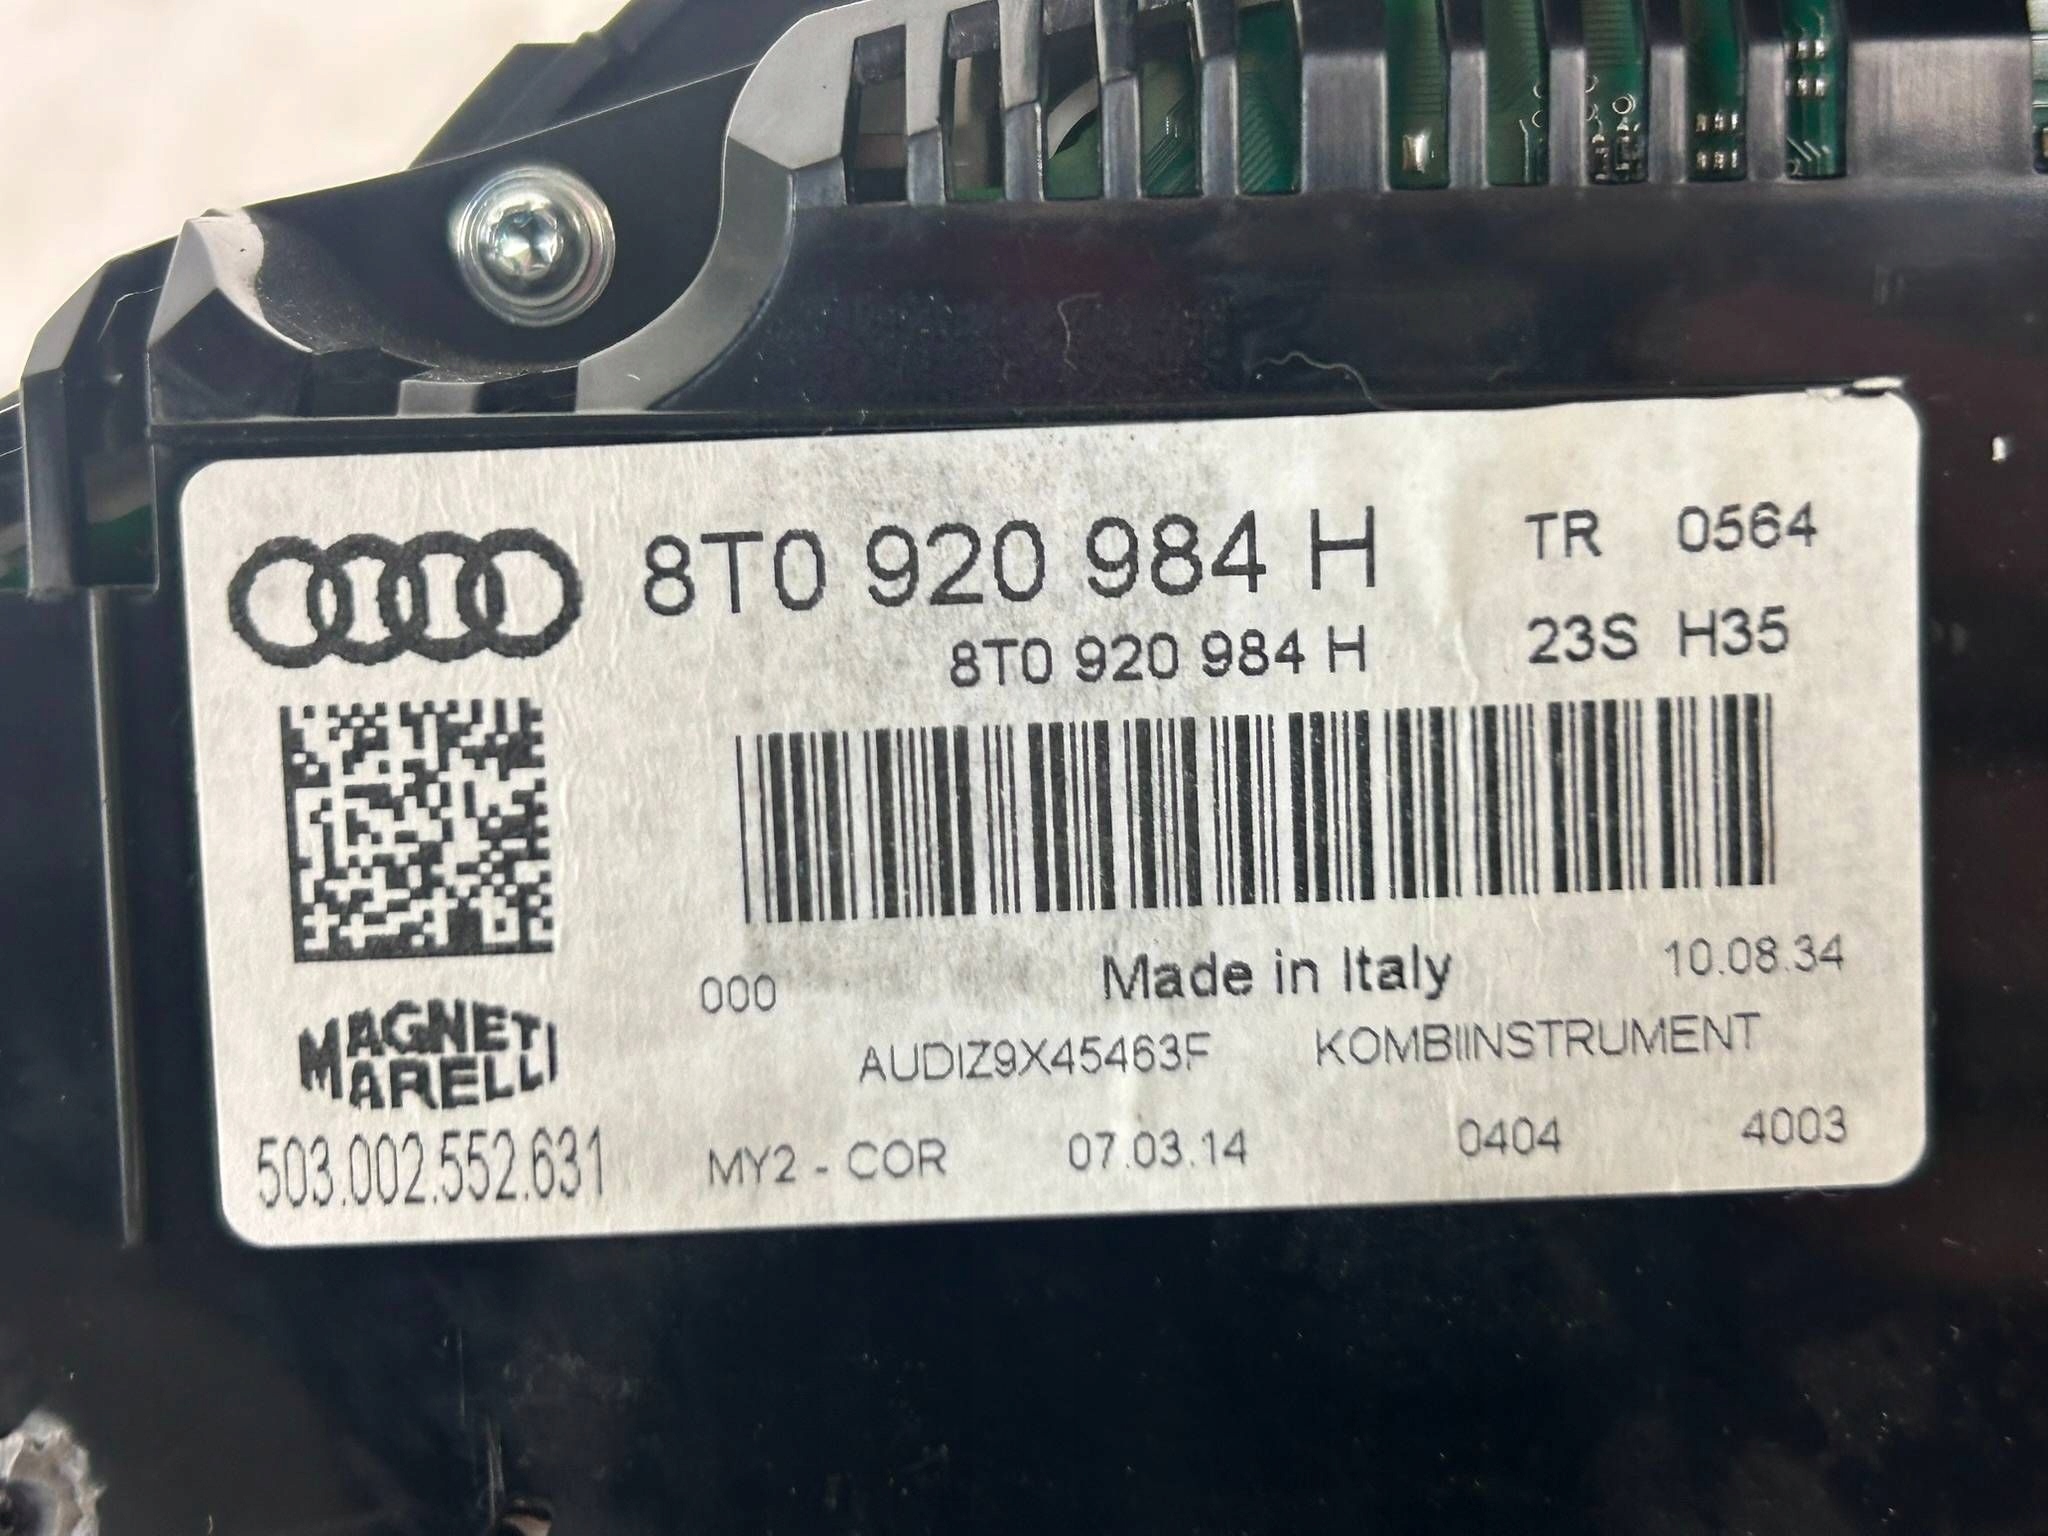 8T0 920 984 H TR 0564
8T0 920 984 H 23S H35
000 Made in Italy 10.08.34
MAGNETI MARELLI
AUDIZ9X45463F KOMBIINSTRUMENT
503.002.552.631 MY2 - COR 07.03.14 0404 4003